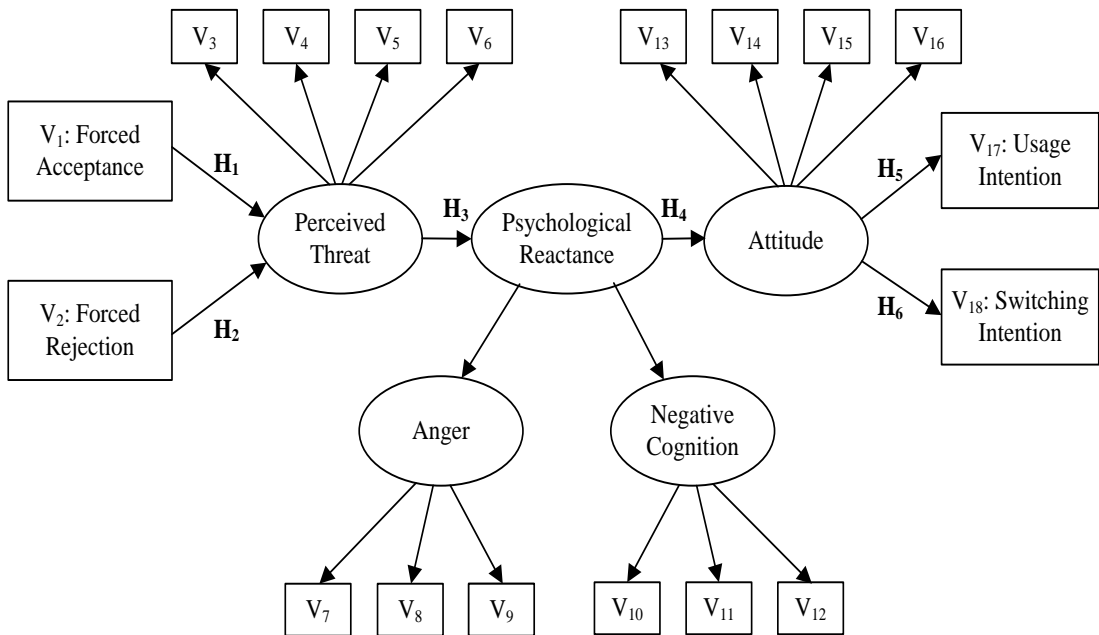 V₃ V₄ V₅ V₆ V₁₃ V₁₄ V₁₅ V₁₆
V₁: Forced
Acceptance
H₁
Perceived
Threat
H₃
Psychological
Reactance
H₄
Attitude
H₅
V₁₇: Usage
Intention
V₂: Forced
Rejection
H₂
H₆
V₁₈: Switching
Intention
Anger
Negative
Cognition
V₇ V₈ V₉ V₁₀ V₁₁ V₁₂